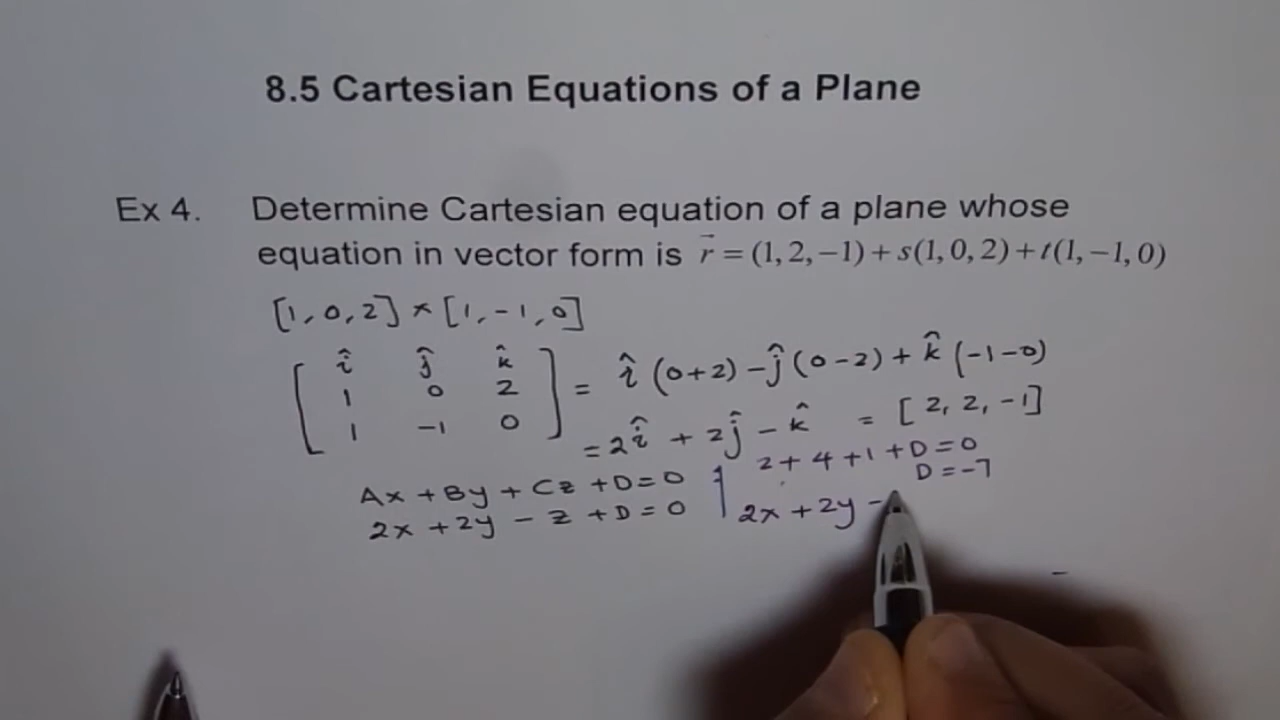 8.5 Cartesian Equations of a Plane
Ex 4. Determine Cartesian equation of a plane whose
equation in vector form is r⃗ = (1, 2, −1) + s(1, 0, 2) + t(1, −1, 0)
[1, 0, 2] × [1, -1, 0]
î ĵ k̂
1 0 2 = î (0+2) - ĵ (0-2) + k̂ (-1-0)
1 -1 0
= 2î + 2ĵ - k̂ = [2, 2, -1]
Ax + By + Cz + D = 0
2x + 2y - z + D = 0
2 + 4 + 1 + D = 0
D = -7
2x + 2y -